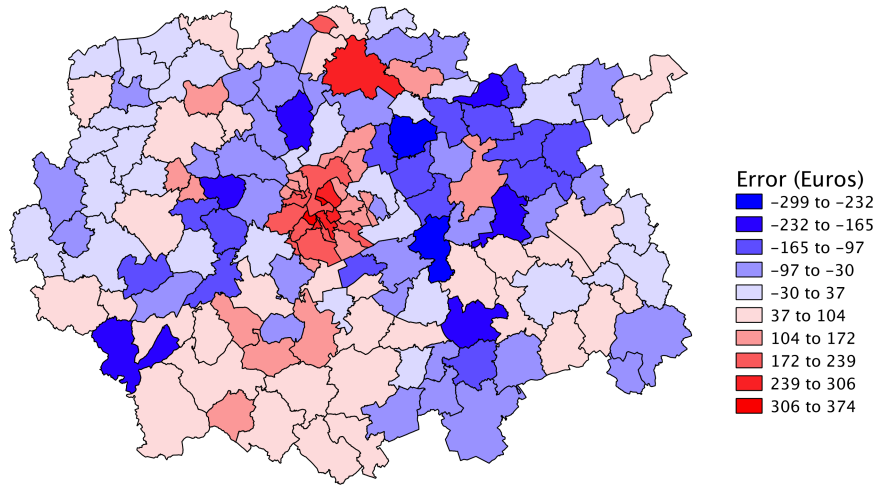 Error (Euros)
−299 to −232
−232 to −165
−165 to −97
−97 to −30
−30 to 37
37 to 104
104 to 172
172 to 239
239 to 306
306 to 374